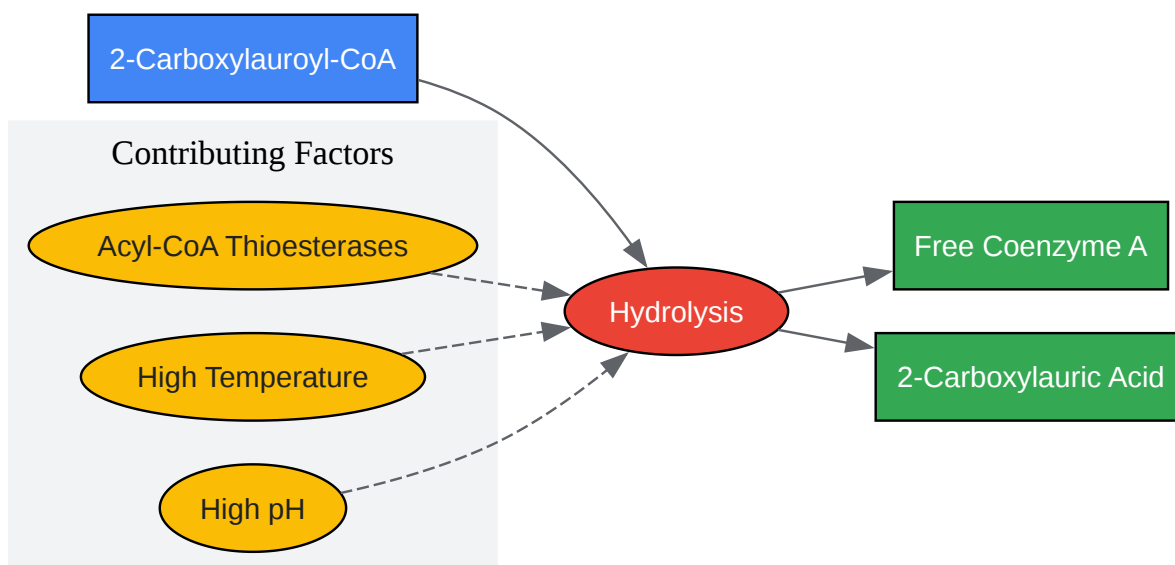 2-Carboxylauroyl-CoA
Contributing Factors
Acyl-CoA Thioesterases
High Temperature
High pH
Hydrolysis
Free Coenzyme A
2-Carboxylauric Acid